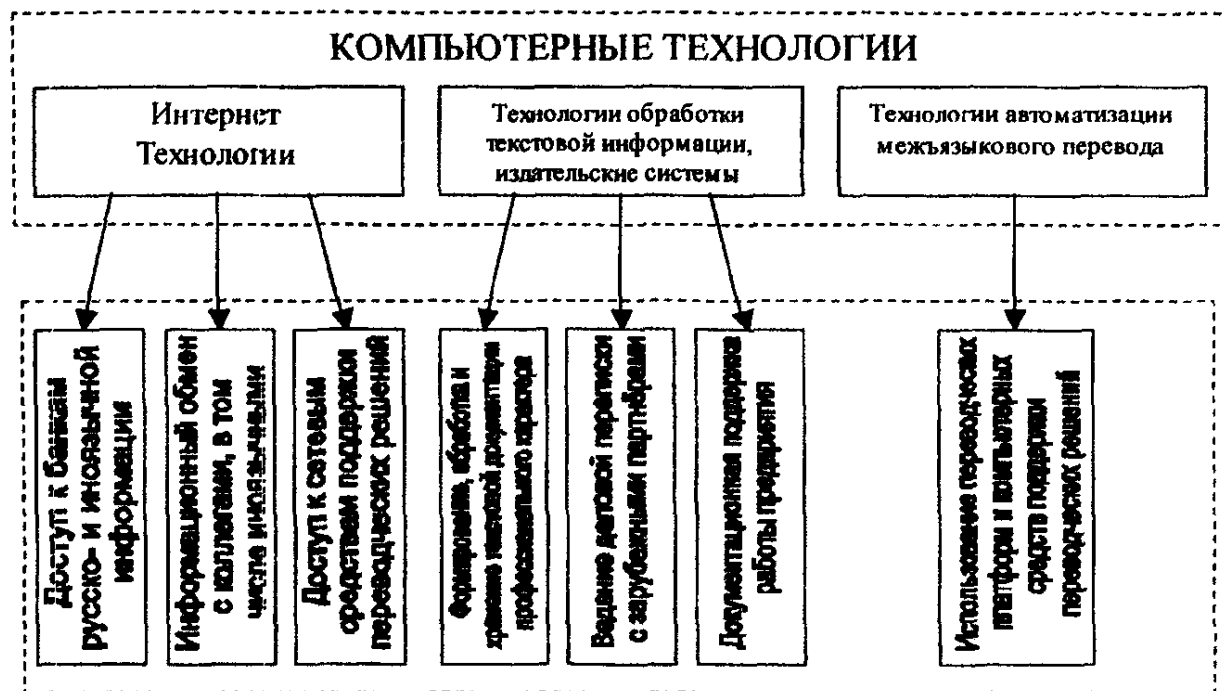 КОМПЬЮТЕРНЫЕ ТЕХНОЛОГИИ
Интернет
Технологии
Технологии обработки
текстовой информации,
издательские системы
Технологии автоматизации
межъязыкового перевода
Доступ к банкам
русско- и иноязычной
информации
Информационный обмен
с коллегами, в том
числе иноязычными
Доступ к сетевым
средствам поддержки
переводческих решений
Формирование, обработка и
хранение текстовой документации
профессионального характера
Ведение деловой переписки
с зарубежными партнёрами
Документационная поддержка
работы предприятия
Использование переводческих
платформ и компьютерных
средств поддержки
переводческих решений